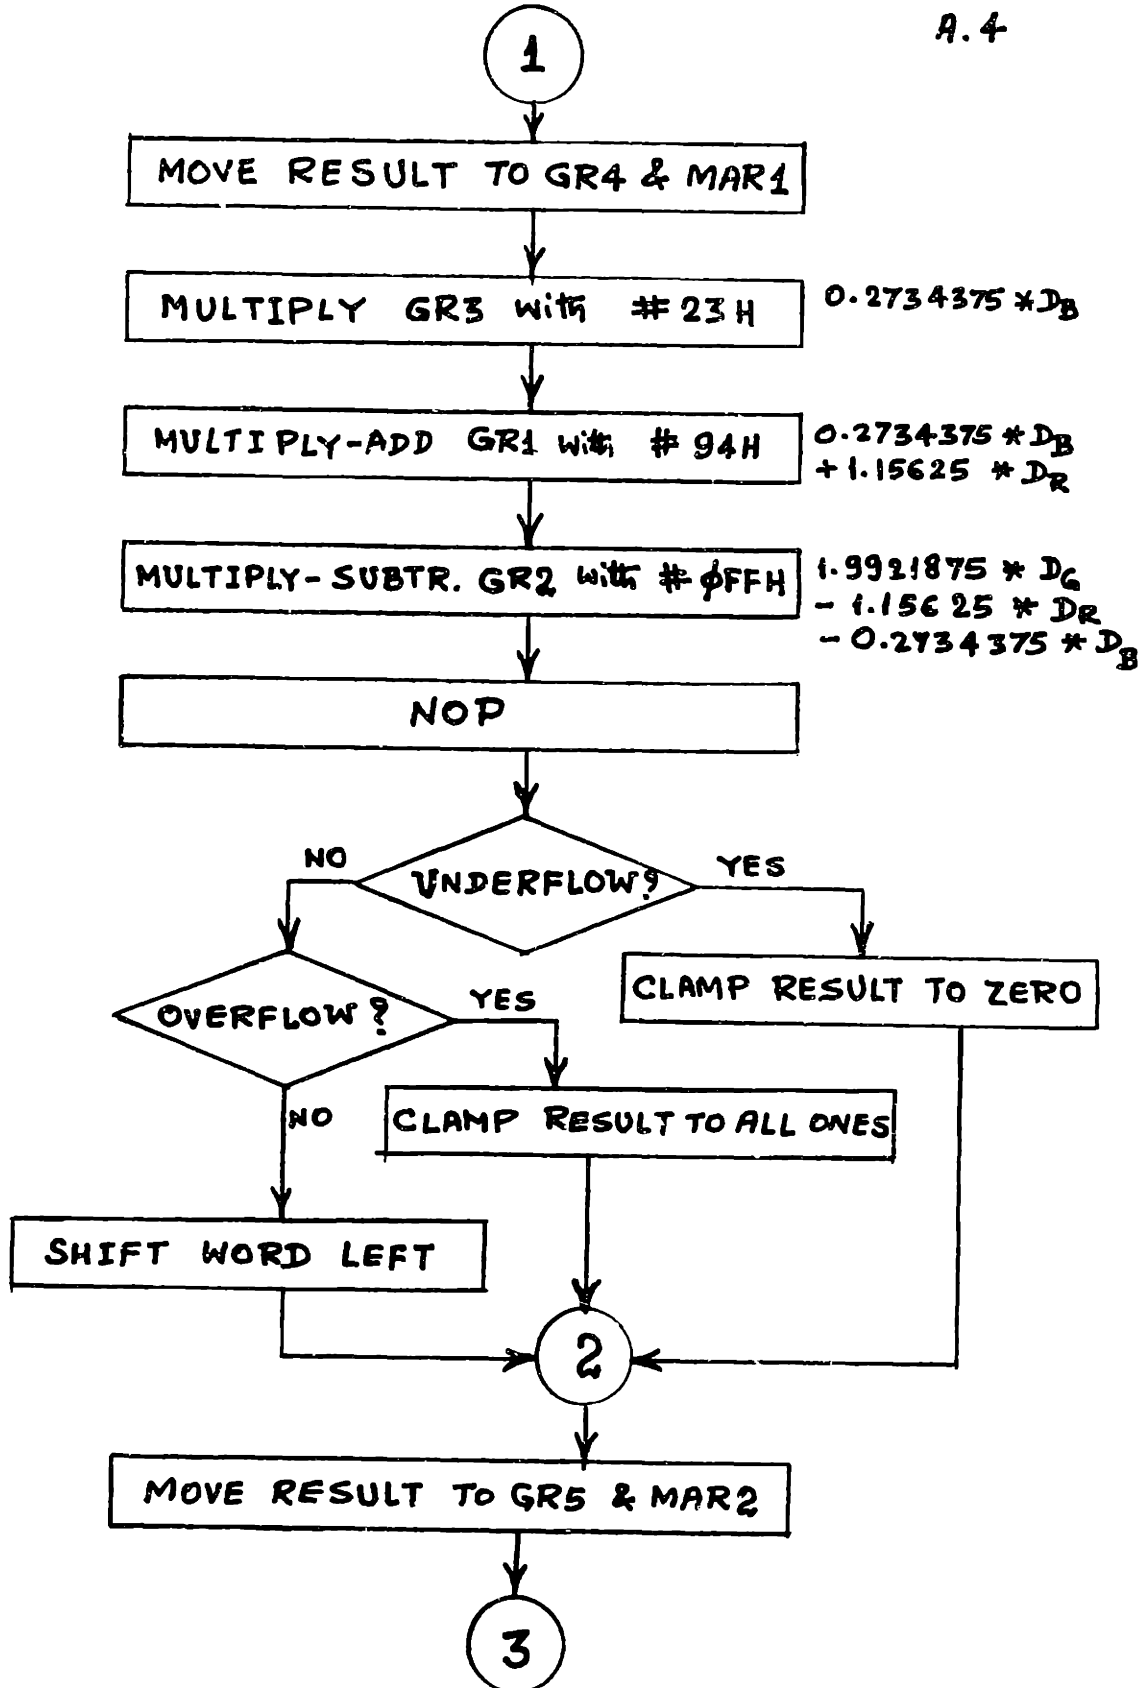 A.4
1
MOVE RESULT TO GR4 & MAR1
MULTIPLY GR3 with # 23H
0.2734375 * DB
MULTIPLY-ADD GR1 with # 94H
0.2734375 * DB
+ 1.15625 * DR
MULTIPLY-SUBTR. GR2 with # ØFFH
1.9921875 * DG
- 1.15625 * DR
- 0.2734375 * DB
NOP
UNDERFLOW?
NO
YES
OVERFLOW?
YES
CLAMP RESULT TO ZERO
NO
CLAMP RESULT TO ALL ONES
SHIFT WORD LEFT
2
MOVE RESULT TO GR5 & MAR2
3